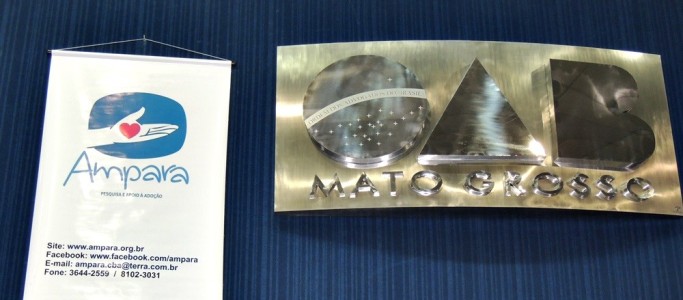 Ampara
PESQUISA E APOIO À ADOÇÃO
Site: www.ampara.org.br
Facebook: www.facebook.com/ampara
E-mail: ampara.cba@terra.com.br
Fone: 3644-2559 / 8102-3031
OAB
MATO GROSSO